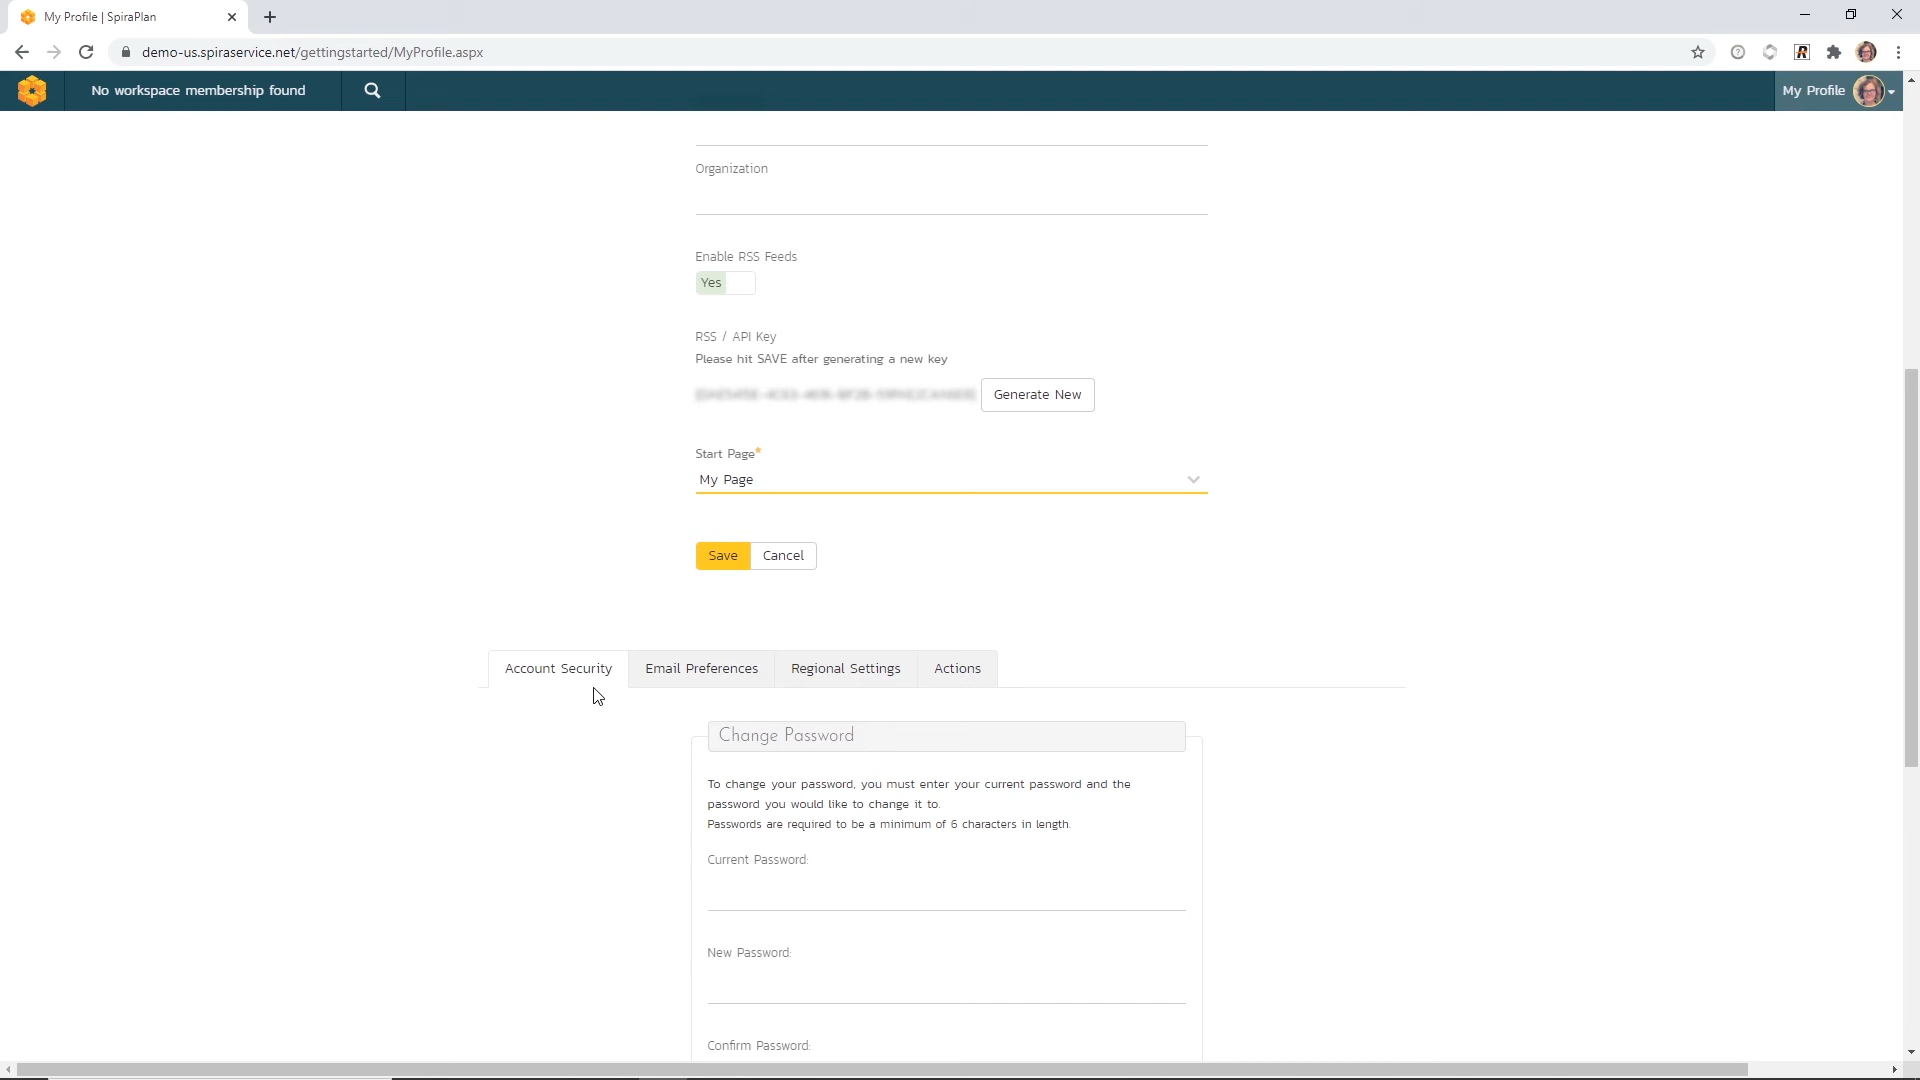 My Profile | SpiraPlan
demo-us.spiraservice.net/gettingstarted/MyProfile.aspx
No workspace membership found
My Profile
Organization
Enable RSS Feeds
Yes
RSS / API Key
Please hit SAVE after generating a new key
Generate New
Start Page*
My Page
Save Cancel
Account Security Email Preferences Regional Settings Actions
Change Password
To change your password, you must enter your current password and the
password you would like to change it to.
Passwords are required to be a minimum of 6 characters in length.
Current Password:
New Password:
Confirm Password: